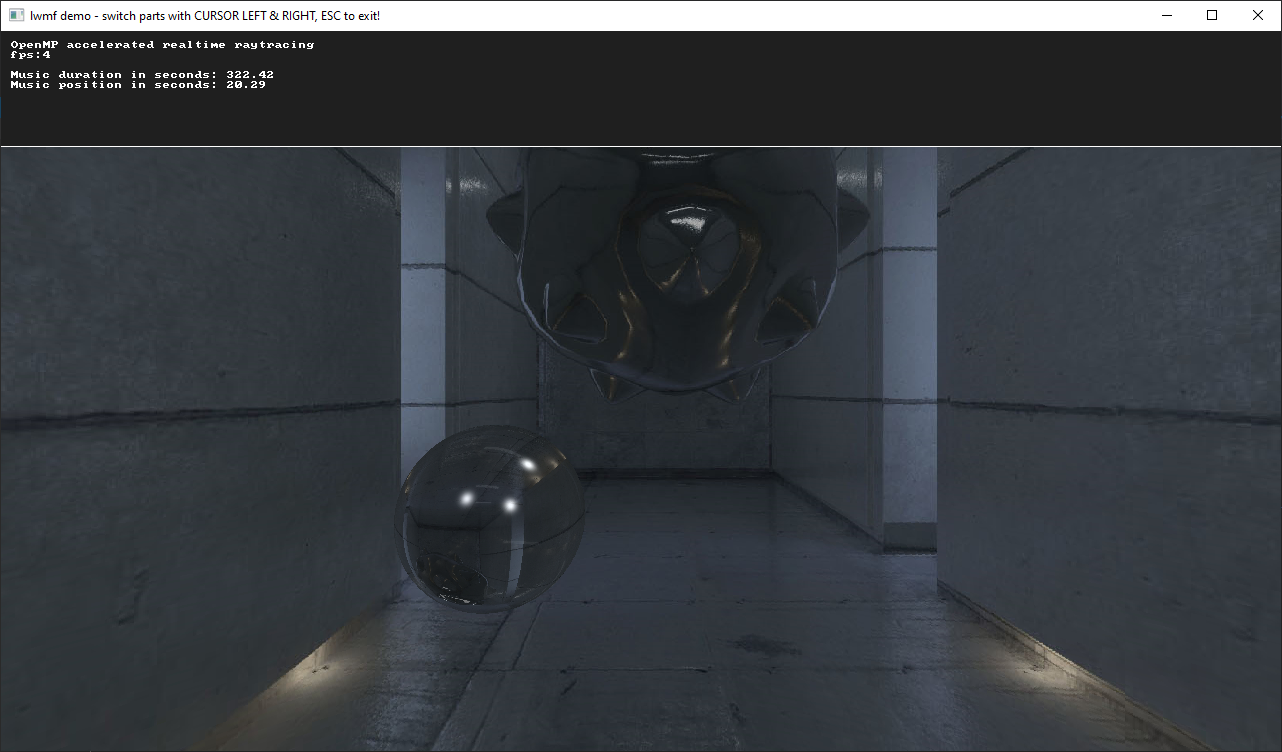 lwmf demo - switch parts with CURSOR LEFT & RIGHT, ESC to exit!
OpenMP accelerated realtime raytracing
fps:4
Music duration in seconds: 322.42
Music position in seconds: 20.29